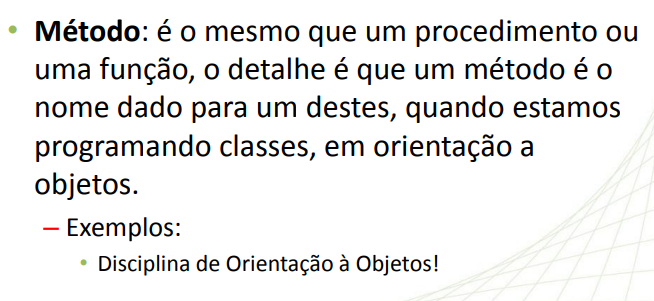 • Método: é o mesmo que um procedimento ou
uma função, o detalhe é que um método é o
nome dado para um destes, quando estamos
programando classes, em orientação a
objetos.
– Exemplos:
• Disciplina de Orientação à Objetos!